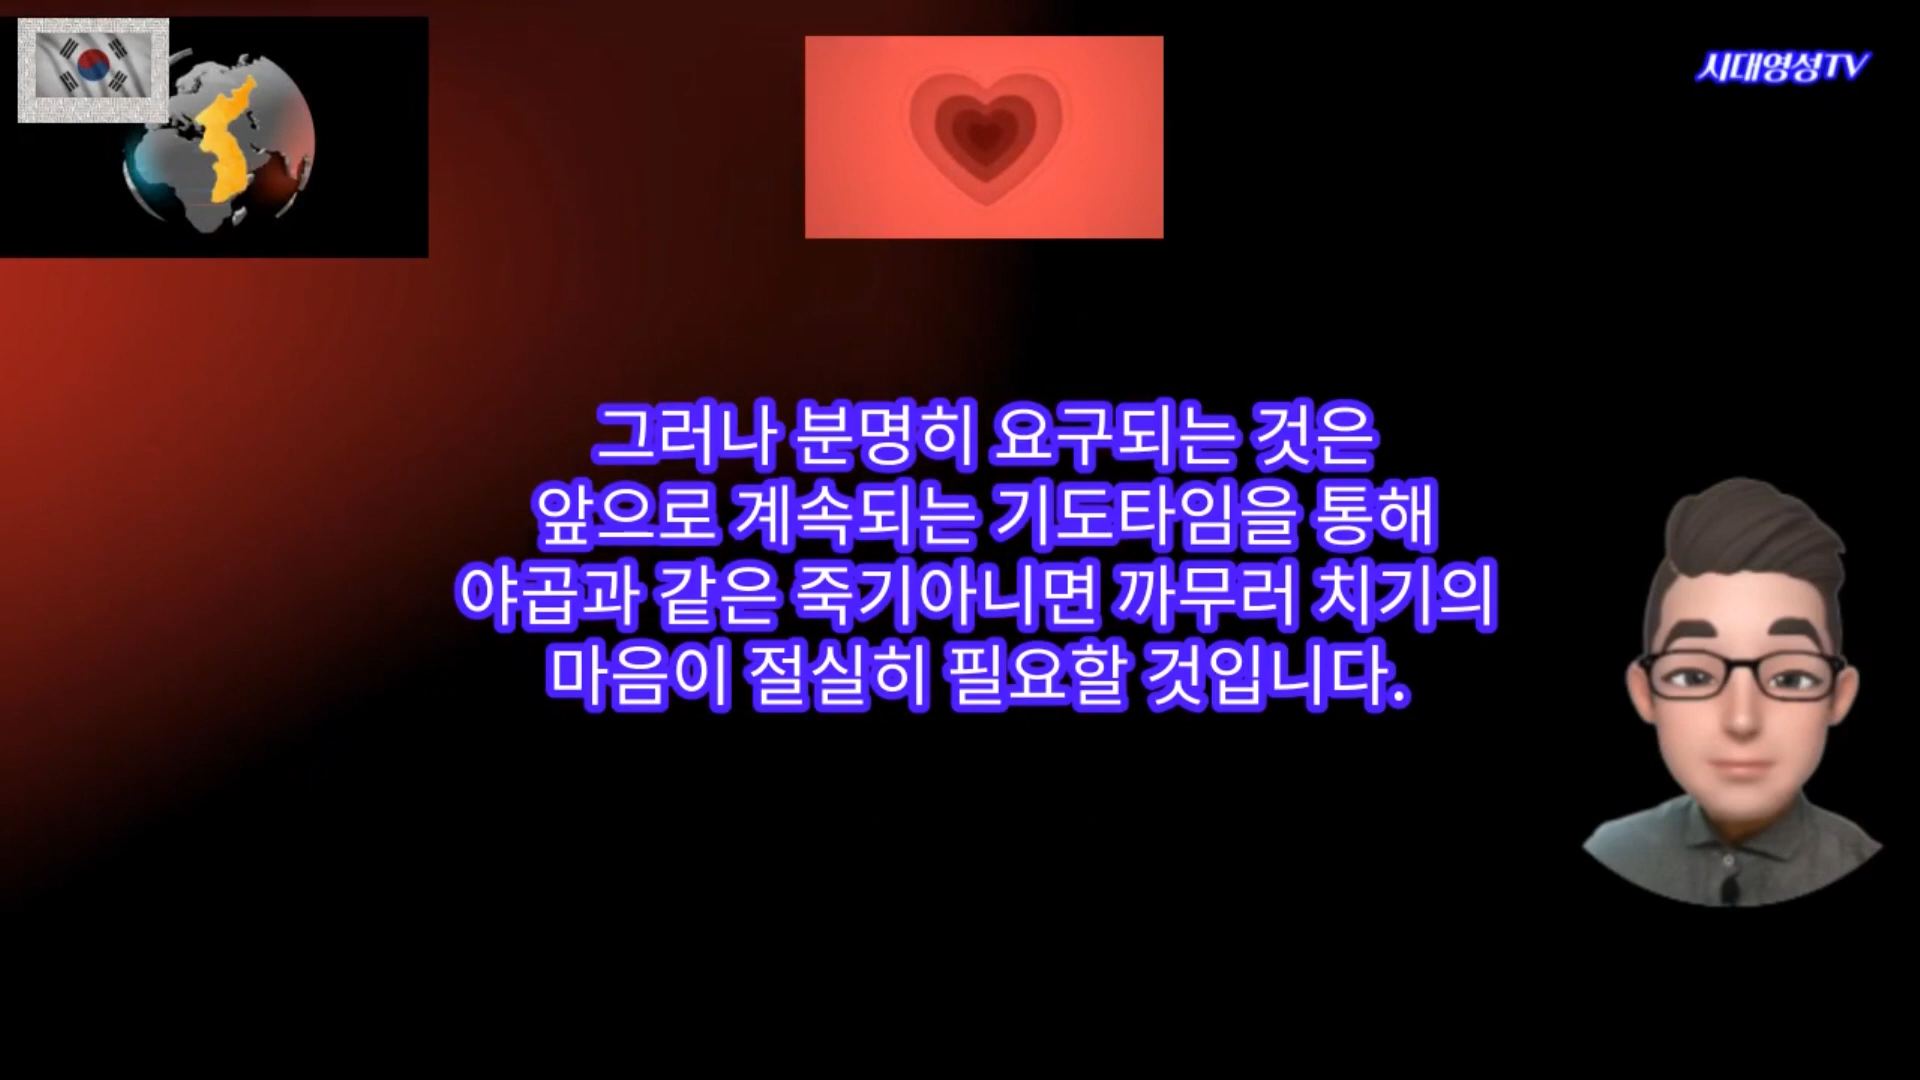 시대영성TV
그러나 분명히 요구되는 것은
앞으로 계속되는 기도타임을 통해
야곱과 같은 죽기아니면 까무러 치기의
마음이 절실히 필요할 것입니다.